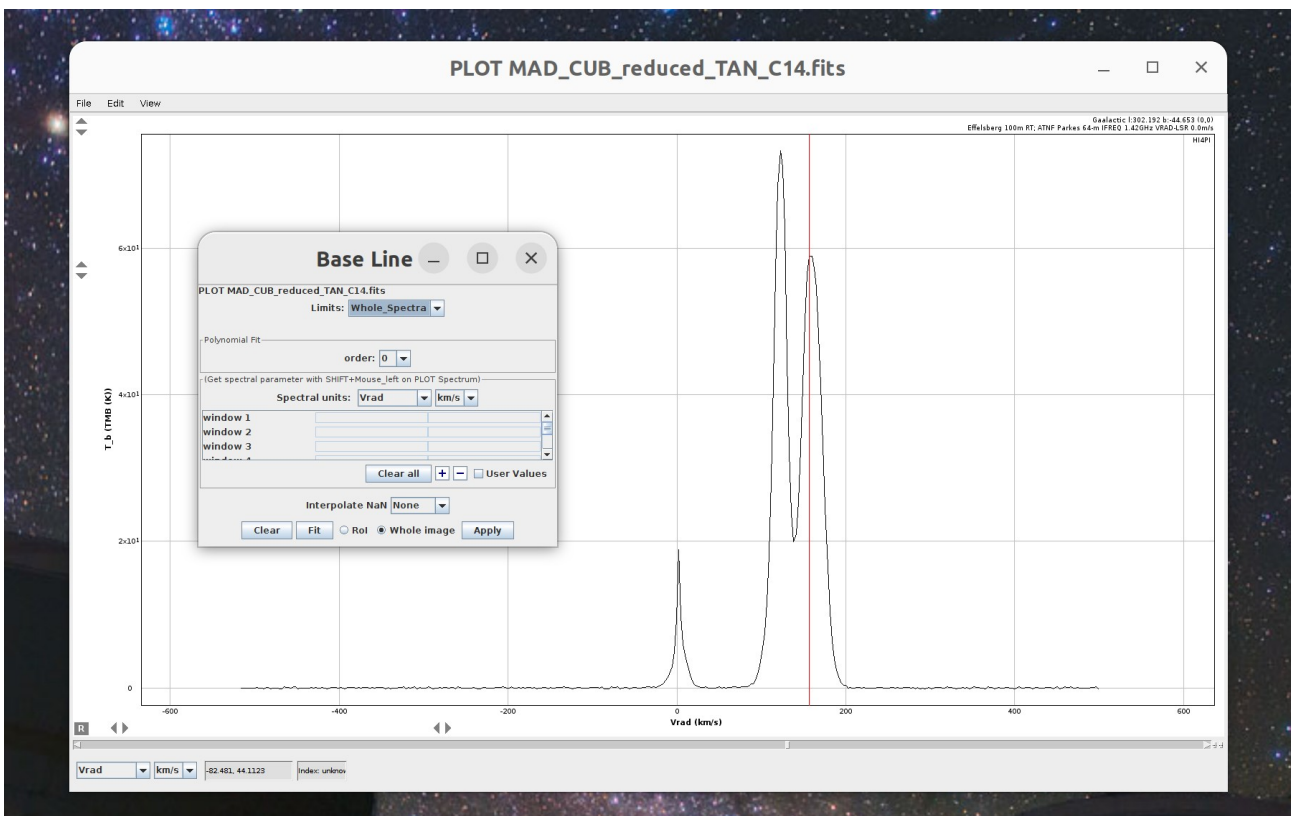 PLOT MAD_CUB_reduced_TAN_C14.fits
File Edit View
Gaalactic l:302.192 b:-44.653 (0,0)
Effelsberg 100m RT; ATNF Parkes 64-m IFREQ 1.42GHz VRAD-LSR 0.0m/s
HI4PI
6x10¹
4x10¹
2x10¹
0
T_b (TMB (K))
-600 -400 -200 0 200 400 600
Vrad (km/s)
Base Line
PLOT MAD_CUB_reduced_TAN_C14.fits
Limits: Whole_Spectra
Polynomial Fit
order: 0
(Get spectral parameter with SHIFT+Mouse_left on PLOT Spectrum)
Spectral units: Vrad km/s
window 1
window 2
window 3
Clear all + − User Values
Interpolate NaN None
Clear Fit RoI Whole image Apply
R
Vrad km/s -82.481, 44.1123 Index: unknov